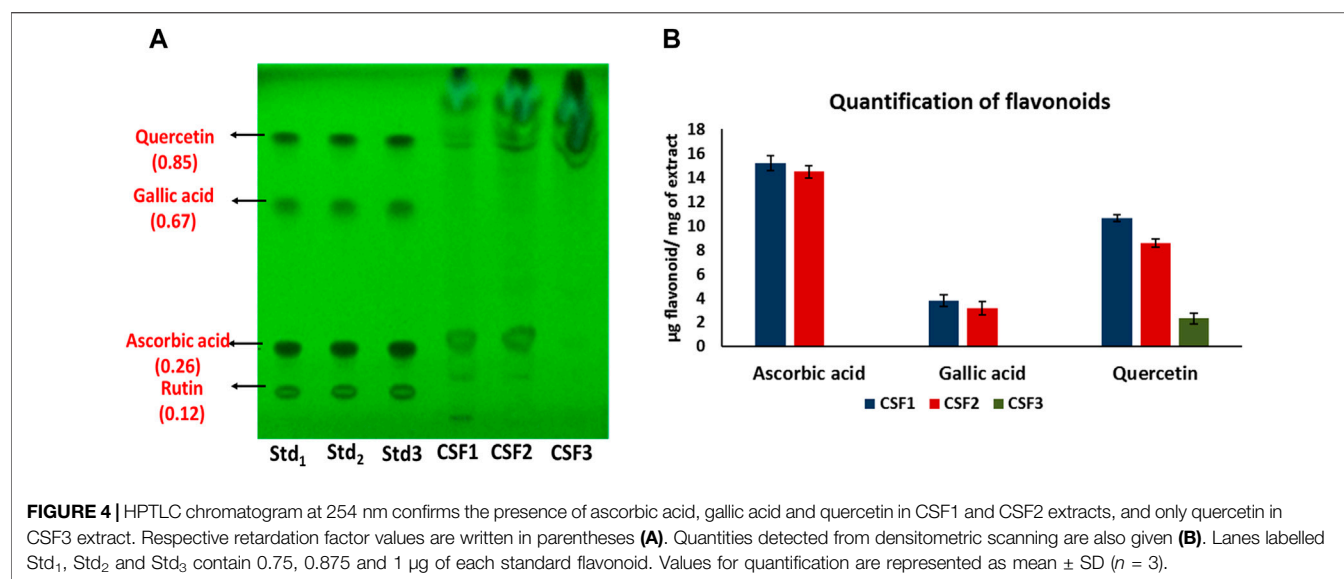 A
Quercetin
(0.85)
Gallic acid
(0.67)
Ascorbic acid
(0.26)
Rutin
(0.12)
Std₁ Std₂ Std3 CSF1 CSF2 CSF3
B
Quantification of flavonoids
µg flavonoid/ mg of extract
18
16
14
12
10
8
6
4
2
0
Ascorbic acid Gallic acid Quercetin
CSF1 CSF2 CSF3
FIGURE 4 | HPTLC chromatogram at 254 nm confirms the presence of ascorbic acid, gallic acid and quercetin in CSF1 and CSF2 extracts, and only quercetin in
CSF3 extract. Respective retardation factor values are written in parentheses (A). Quantities detected from densitometric scanning are also given (B). Lanes labelled
Std₁, Std₂ and Std₃ contain 0.75, 0.875 and 1 µg of each standard flavonoid. Values for quantification are represented as mean ± SD (n = 3).